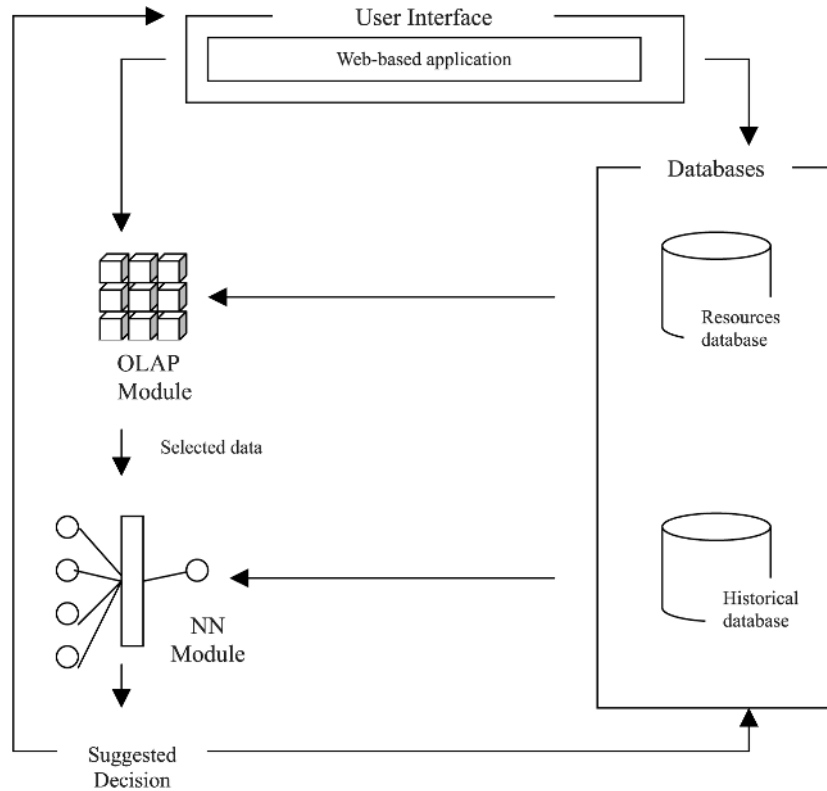 User Interface
Web-based application
Databases
Resources
database
OLAP
Module
Selected data
Historical
database
NN
Module
Suggested
Decision